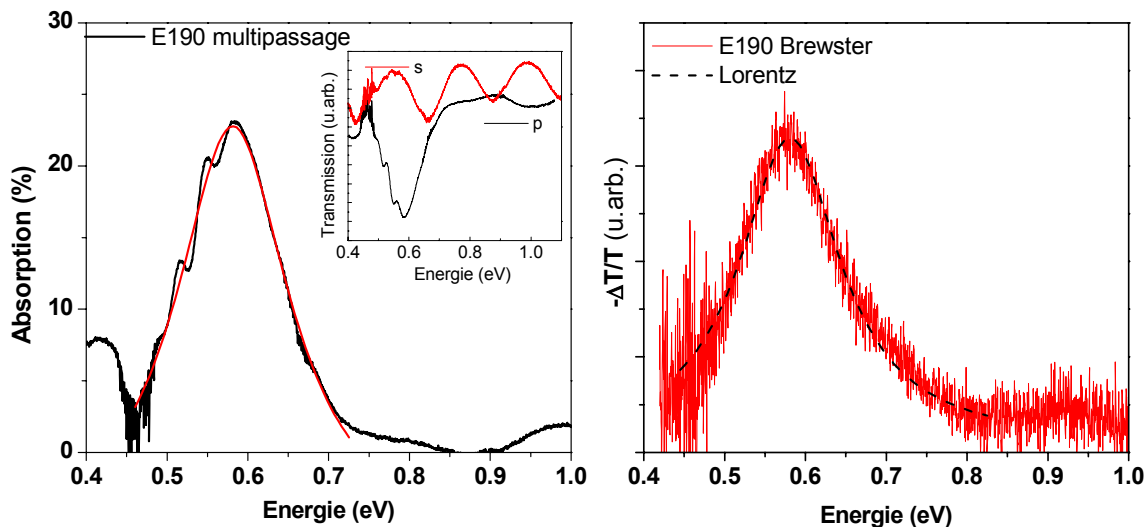 30
20
10
0
Absorption (%)
E190 multipassage
0.4 0.5 0.6 0.7 0.8 0.9 1.0
Energie (eV)
Transmission (u.arb.)
s
p
0.4 0.6 0.8 1.0
Energie (eV)
-ΔT/T (u.arb.)
E190 Brewster
Lorentz
0.4 0.5 0.6 0.7 0.8 0.9 1.0
Energie (eV)